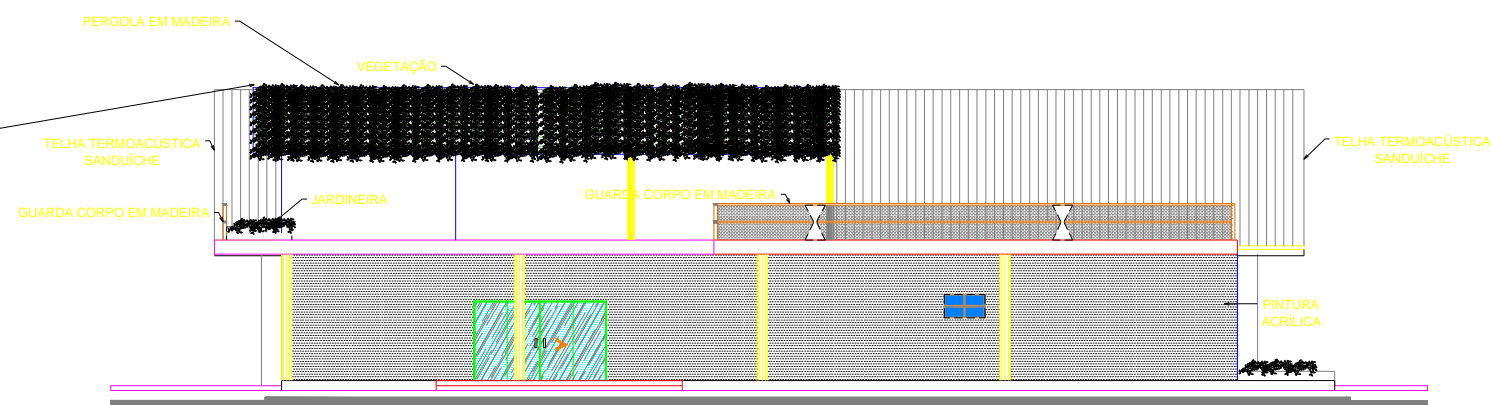 PERGOLA EM MADEIRA
VEGETAÇÃO
TELHA TERMOACÚSTICA
SANDUÍCHE
TELHA TERMOACÚSTICA
SANDUÍCHE
GUARDA CORPO EM MADEIRA
JARDINEIRA
GUARDA CORPO EM MADEIRA
PINTURA
ACRÍLICA